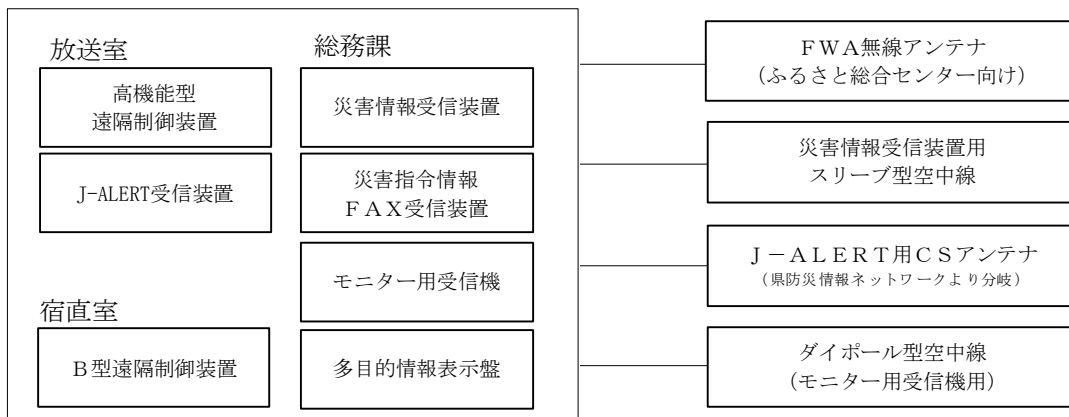 放送室
高機能型
遠隔制御装置
J-ALERT受信装置
宿直室
Ｂ型遠隔制御装置
総務課
災害情報受信装置
災害指令情報
ＦＡＸ受信装置
モニター用受信機
多目的情報表示盤
ＦＷＡ無線アンテナ
（ふるさと総合センター向け）
災害情報受信装置用
スリーブ型空中線
Ｊ－ＡＬＥＲＴ用ＣＳアンテナ
（県防災情報ネットワークより分岐）
ダイポール型空中線
（モニター用受信機用）